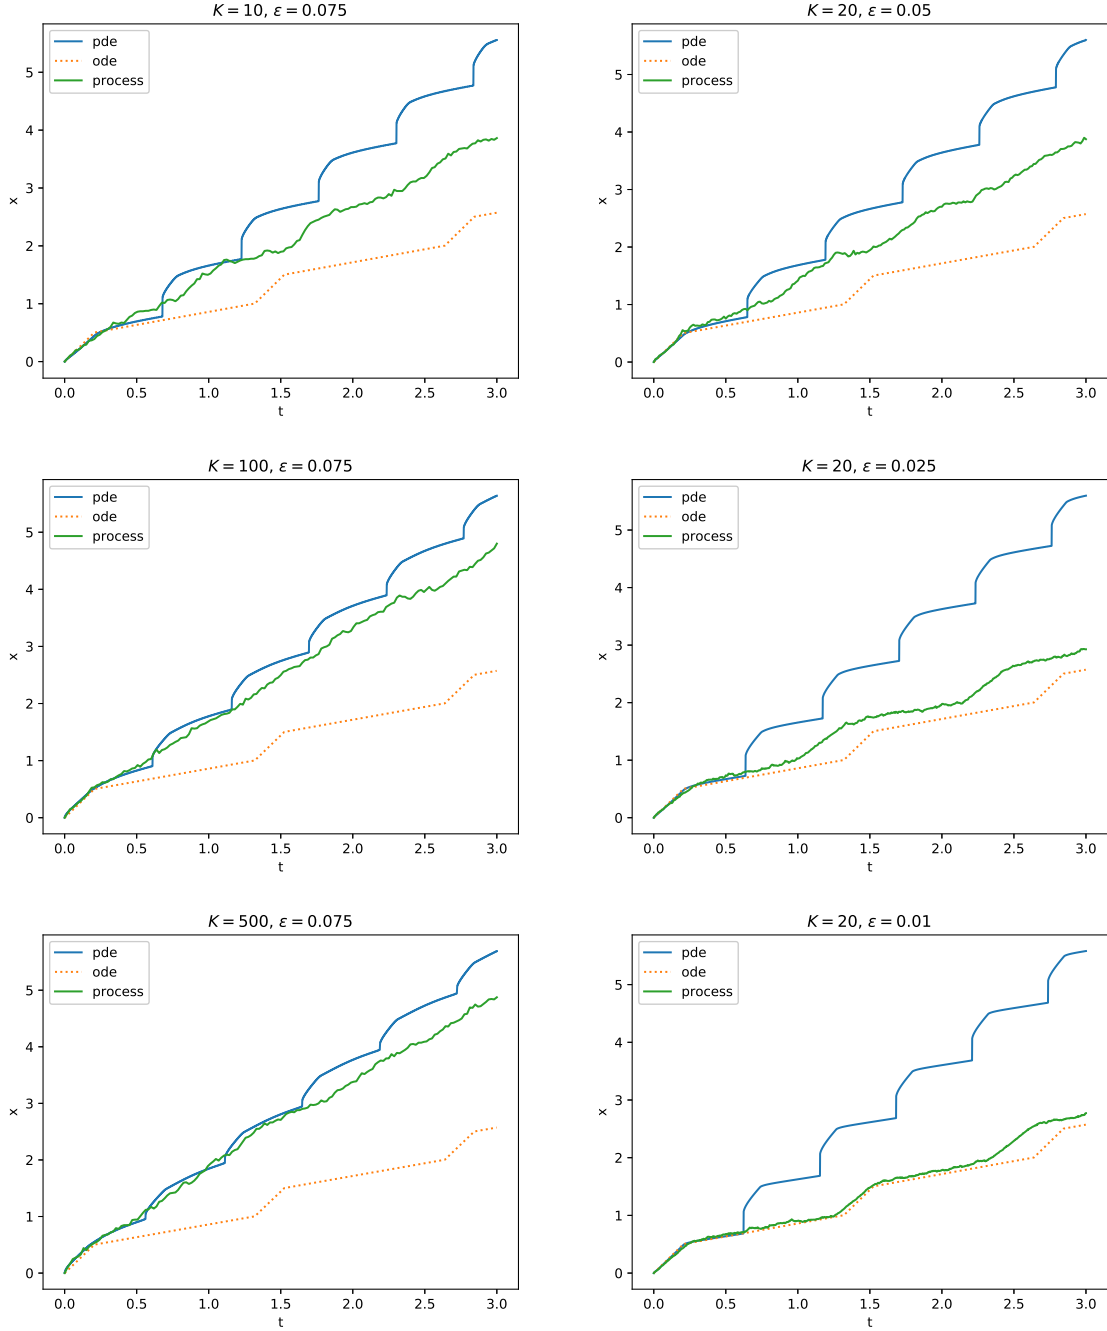 K = 10, ε = 0.075
pde
ode
process
5
4
3
2
1
0
x
0.0 0.5 1.0 1.5 2.0 2.5 3.0
t
K = 20, ε = 0.05
pde
ode
process
5
4
3
2
1
0
x
0.0 0.5 1.0 1.5 2.0 2.5 3.0
t
K = 100, ε = 0.075
pde
ode
process
5
4
3
2
1
0
x
0.0 0.5 1.0 1.5 2.0 2.5 3.0
t
K = 20, ε = 0.025
pde
ode
process
5
4
3
2
1
0
x
0.0 0.5 1.0 1.5 2.0 2.5 3.0
t
K = 500, ε = 0.075
pde
ode
process
5
4
3
2
1
0
x
0.0 0.5 1.0 1.5 2.0 2.5 3.0
t
K = 20, ε = 0.01
pde
ode
process
5
4
3
2
1
0
x
0.0 0.5 1.0 1.5 2.0 2.5 3.0
t